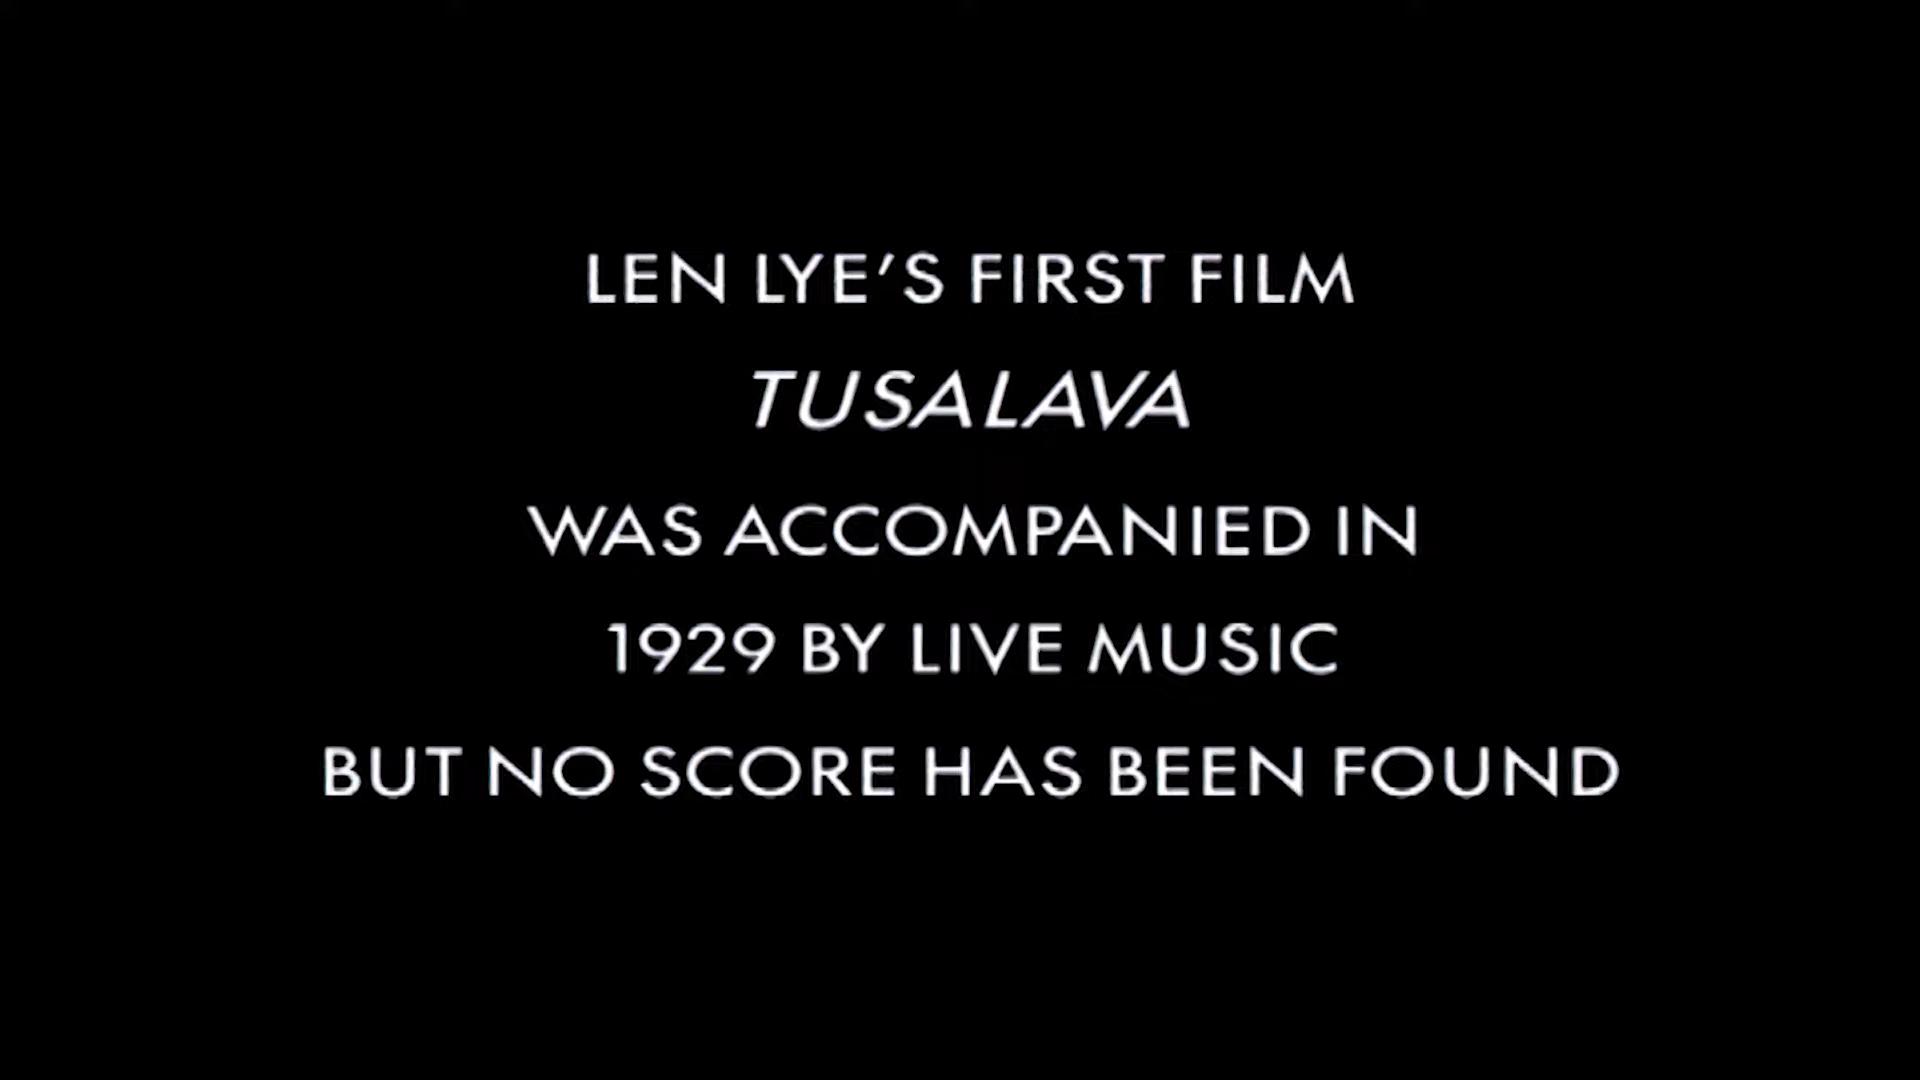 LEN LYE’S FIRST FILM
TUSALAVA
WAS ACCOMPANIED IN
1929 BY LIVE MUSIC
BUT NO SCORE HAS BEEN FOUND